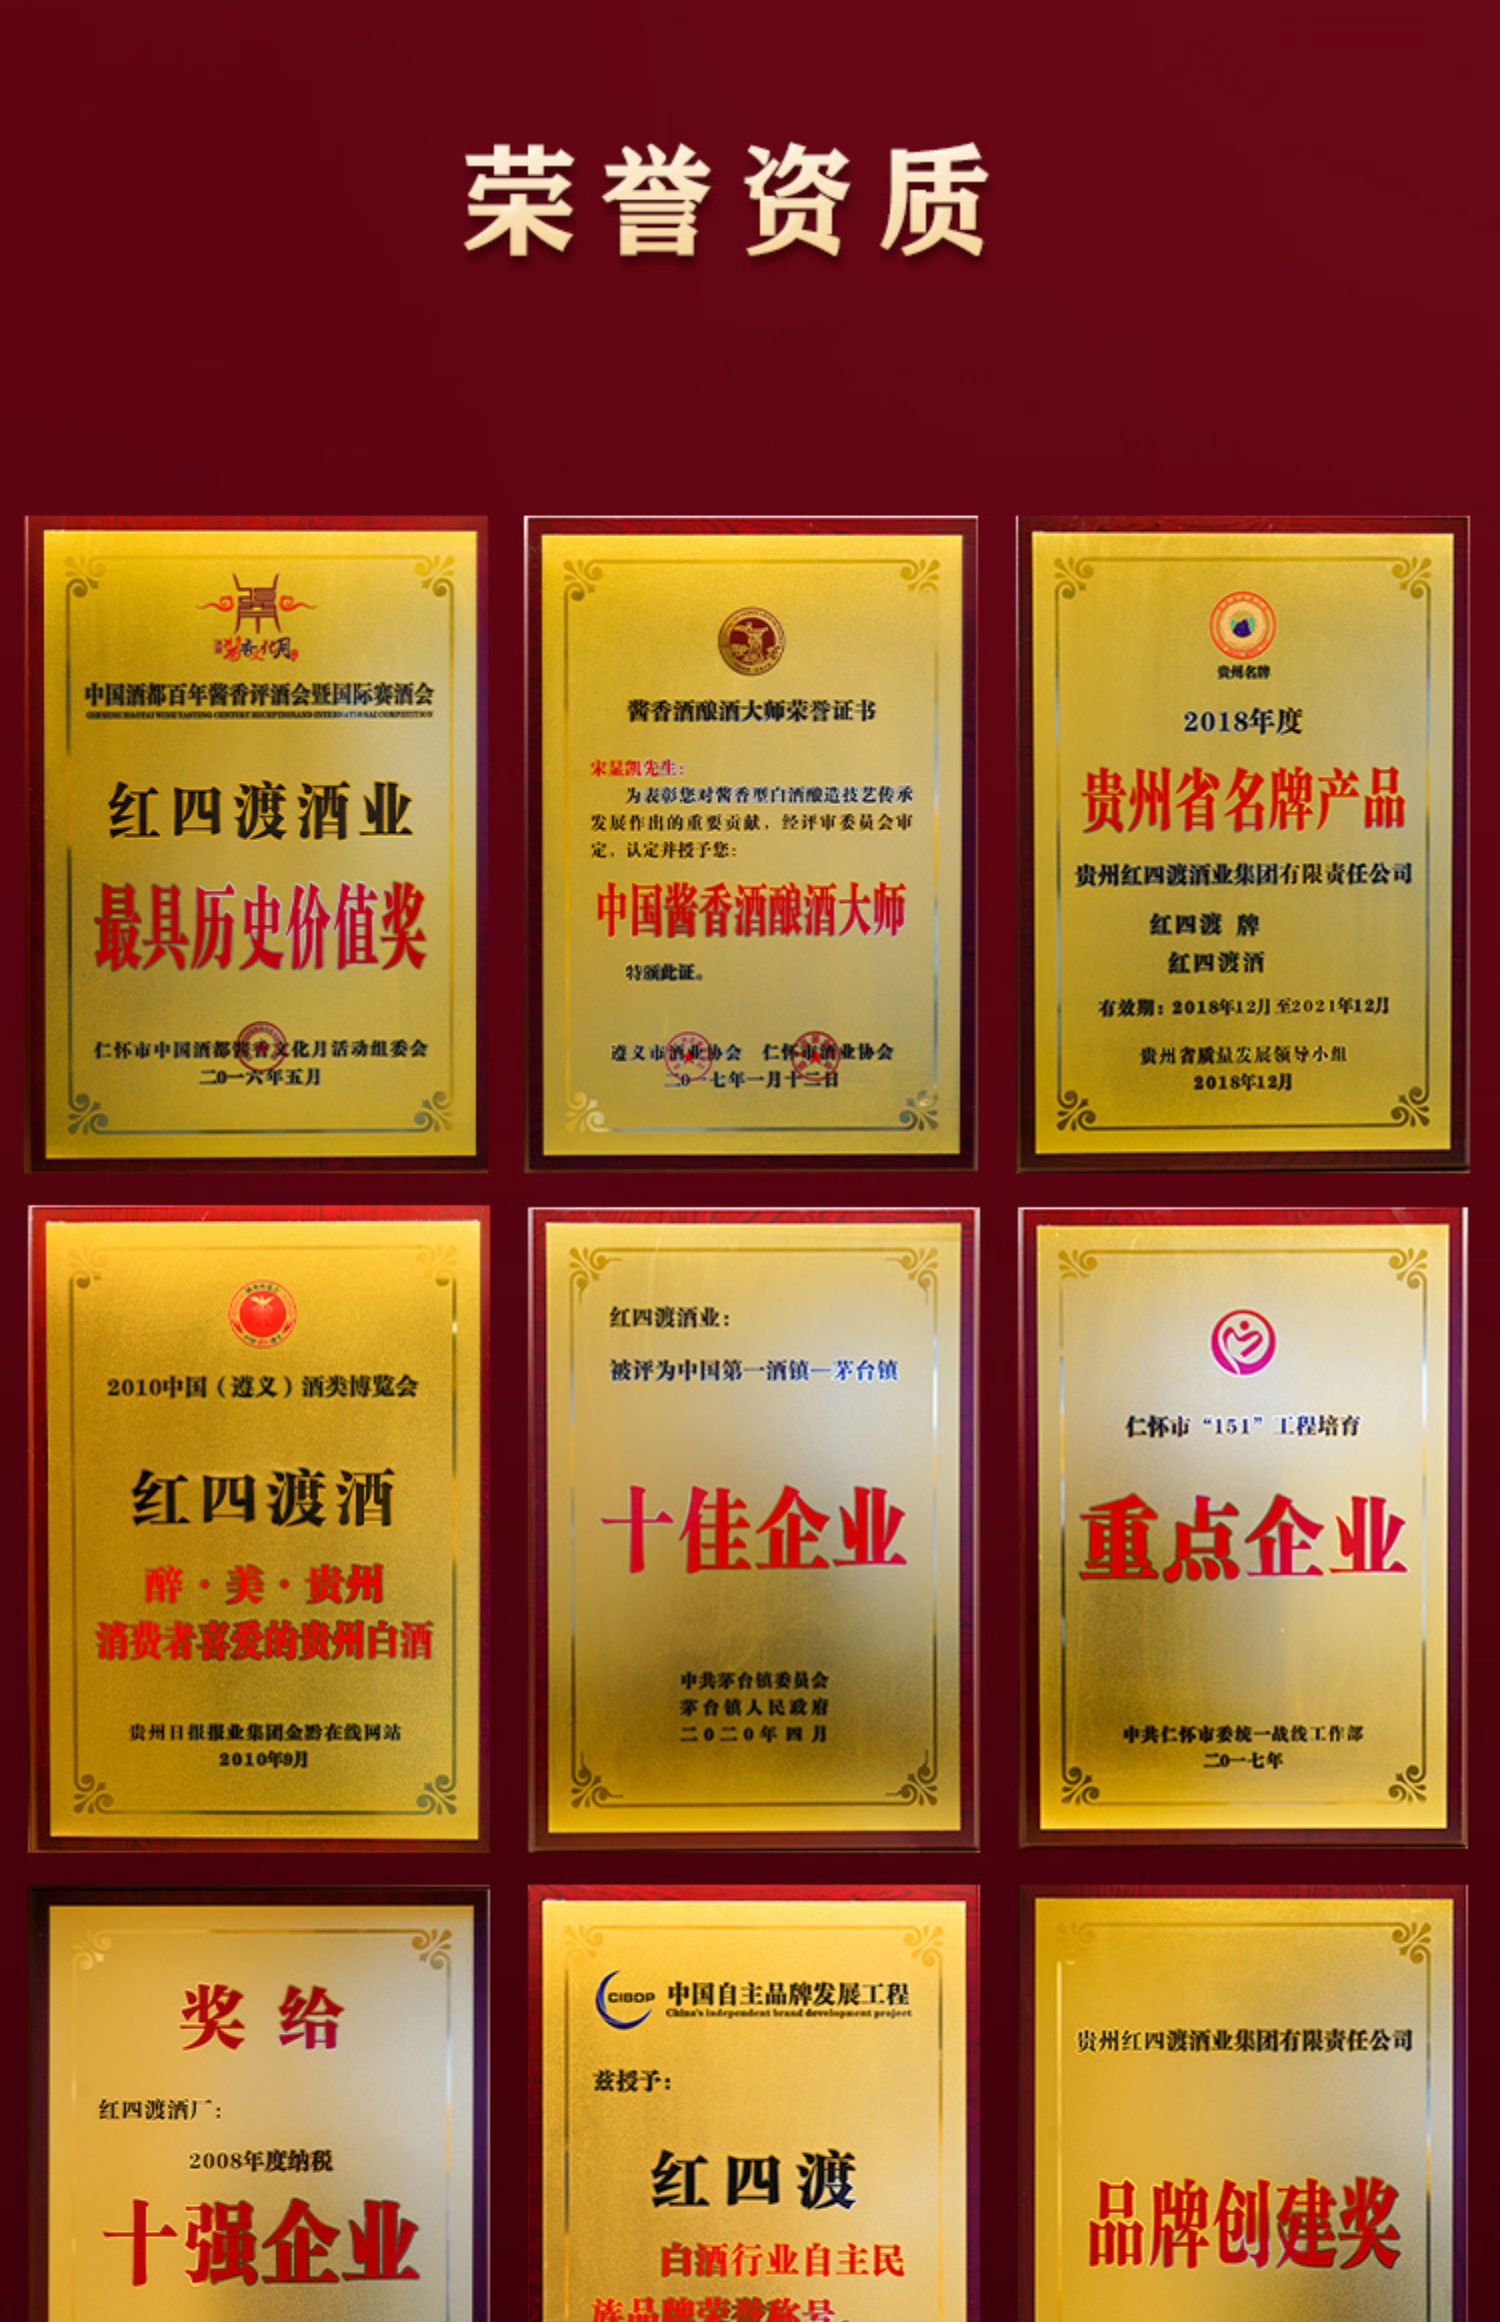 荣誉资质
酱香文化月
中国酒都百年酱香评酒会暨国际赛酒会
红四渡酒业
最具历史价值奖
仁怀市中国酒都酱香文化月活动组委会
二0一六年五月
酱香酒酿酒大师荣誉证书
宋显凯先生：
为表彰您对酱香型白酒酿造技艺传承
发展作出的重要贡献，经评审委员会审
定，认定并授予您：
中国酱香酒酿酒大师
特颁此证。
遵义市酒业协会 仁怀市酒业协会
二0一七年一月十二日
贵州名牌
2018年度
贵州省名牌产品
贵州红四渡酒业集团有限责任公司
红四渡 牌
红四渡酒
有效期：2018年12月至2021年12月
贵州省质量发展领导小组
2018年12月
2010中国（遵义）酒类博览会
红四渡酒
醉·美·贵州
消费者喜爱的贵州白酒
贵州日报报业集团金黔在线网站
2010年9月
红四渡酒业：
被评为中国第一酒镇—茅台镇
十佳企业
中共茅台镇委员会
茅台镇人民政府
二0二0年四月
仁怀市“151”工程培育
重点企业
中共仁怀市委统一战线工作部
二0一七年
奖给
红四渡酒厂：
2008年度纳税
十强企业
CIBDP 中国自主品牌发展工程
China's independent brand development project
兹授予：
红四渡
白酒行业自主民
族品牌荣誉称号。
贵州红四渡酒业集团有限责任公司
品牌创建奖